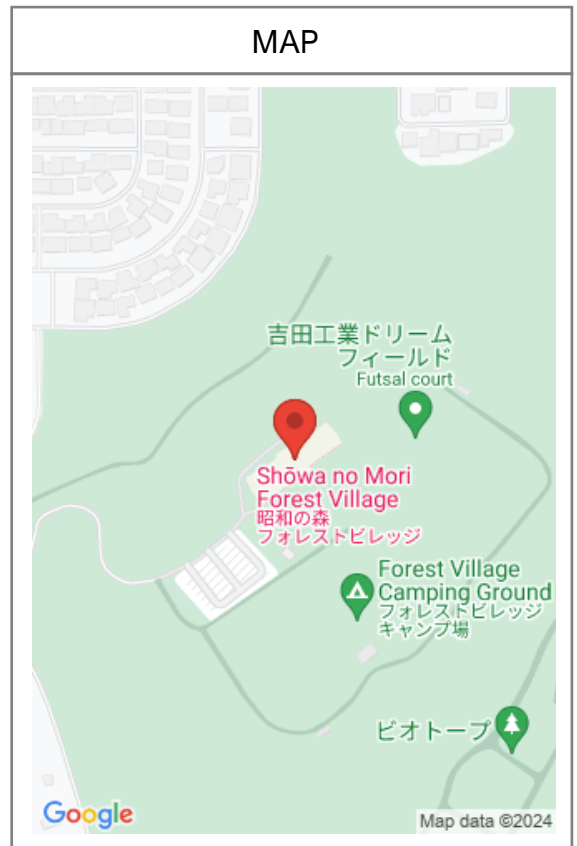 MAP
吉田工業ドリーム
フィールド
Futsal court
Shōwa no Mori
Forest Village
昭和の森
フォレストビレッジ
Forest Village
Camping Ground
フォレストビレッジ
キャンプ場
ビオトープ
Google
Map data ©2024